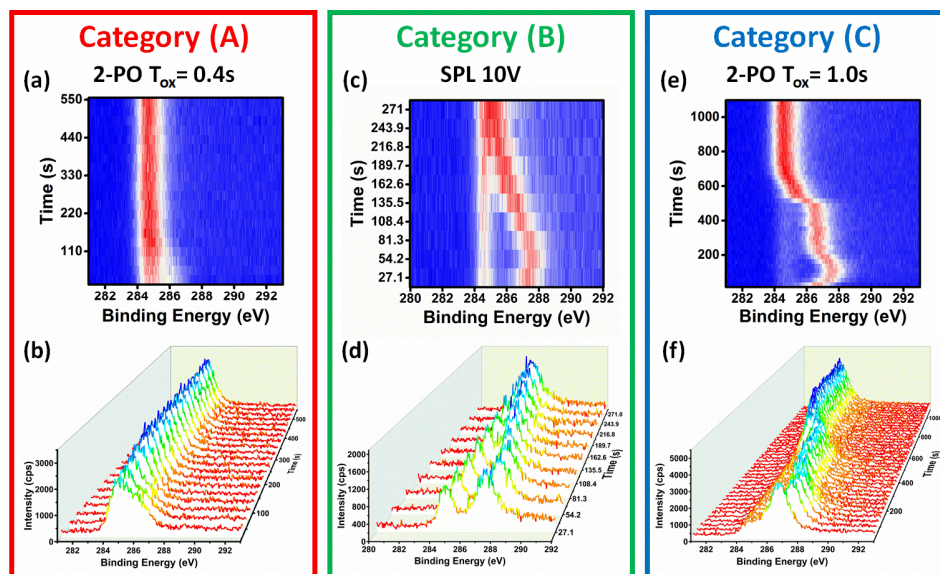 Category (A)
(a) 2-PO Tox= 0.4s
550
440
330
220
110
Time (s)
282 284 286 288 290 292
Binding Energy (eV)
(b)
3000
2000
1000
0
Intensity (cps)
282 284 286 288 290 292
Binding Energy (eV)
100
200
300
400
500
Time (s)
Category (B)
(c) SPL 10V
271
243.9
216.8
189.7
162.6
135.5
108.4
81.3
54.2
27.1
Time (s)
280 282 284 286 288 290 292
Binding Energy (eV)
(d)
2000
1600
1200
800
400
0
Intensity (cps)
280 282 284 286 288 290 292
Binding Energy (eV)
27.1
54.2
81.3
108.4
135.5
162.6
189.7
216.8
243.9
271.0
Time (s)
Category (C)
(e) 2-PO Tox= 1.0s
1000
800
600
400
200
Time (s)
282 284 286 288 290 292
Binding Energy (eV)
(f)
5000
4000
3000
2000
1000
0
Intensity (cps)
282 284 286 288 290 292
Binding Energy (eV)
200
400
600
800
1000
Time (s)